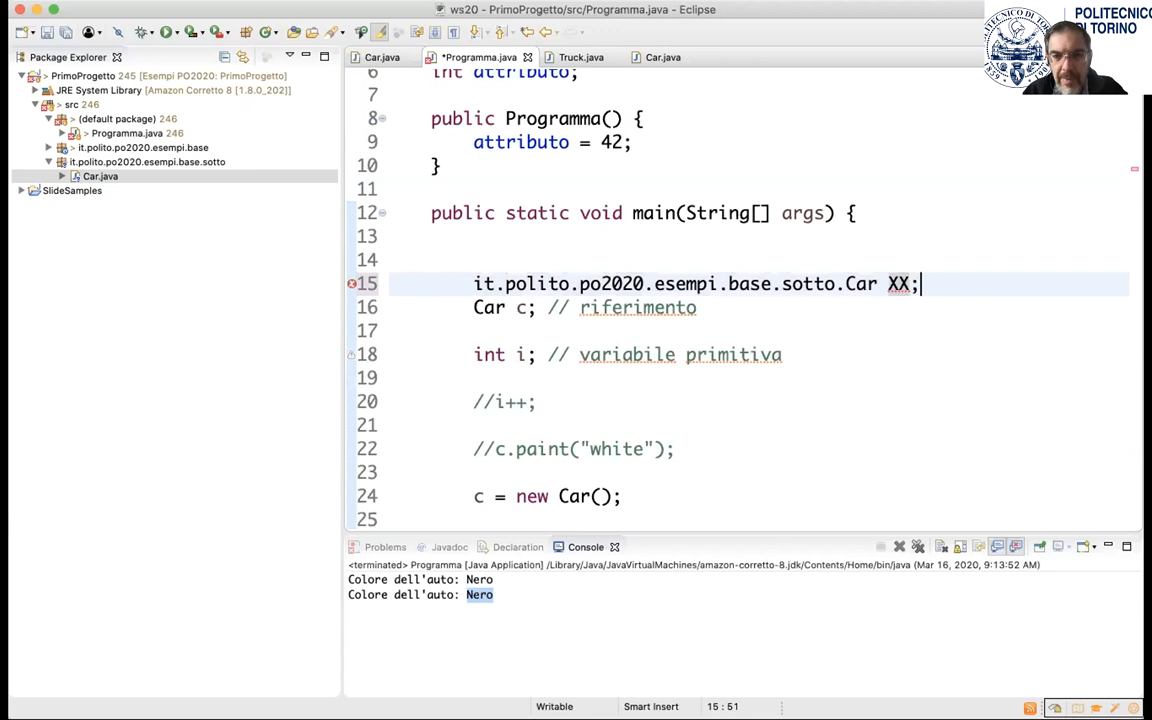 ws20 - PrimoProgetto/src/Programma.java - Eclipse
POLITECNICO
DI TORINO
Package Explorer
Car.java
*Programma.java
Truck.java
Car.java
> PrimoProgetto 245 [Esempi PO2020: PrimoProgetto]
JRE System Library [Amazon Corretto 8 [1.8.0_202]]
> src 246
> (default package) 246
> Programma.java 246
> it.polito.po2020.esempi.base
it.polito.po2020.esempi.base.sotto
Car.java
SlideSamples
6 int attributo;
7
8 public Programma() {
9 attributo = 42;
10 }
11
12 public static void main(String[] args) {
13
14
15 it.polito.po2020.esempi.base.sotto.Car XX;
16 Car c; // riferimento
17
18 int i; // variabile primitiva
19
20 //i++;
21
22 //c.paint("white");
23
24 c = new Car();
25
Problems
Javadoc
Declaration
Console
<terminated> Programma [Java Application] /Library/Java/JavaVirtualMachines/amazon-corretto-8.jdk/Contents/Home/bin/java (Mar 16, 2020, 9:13:52 AM)
Colore dell'auto: Nero
Colore dell'auto: Nero
Writable
Smart Insert
15 : 51